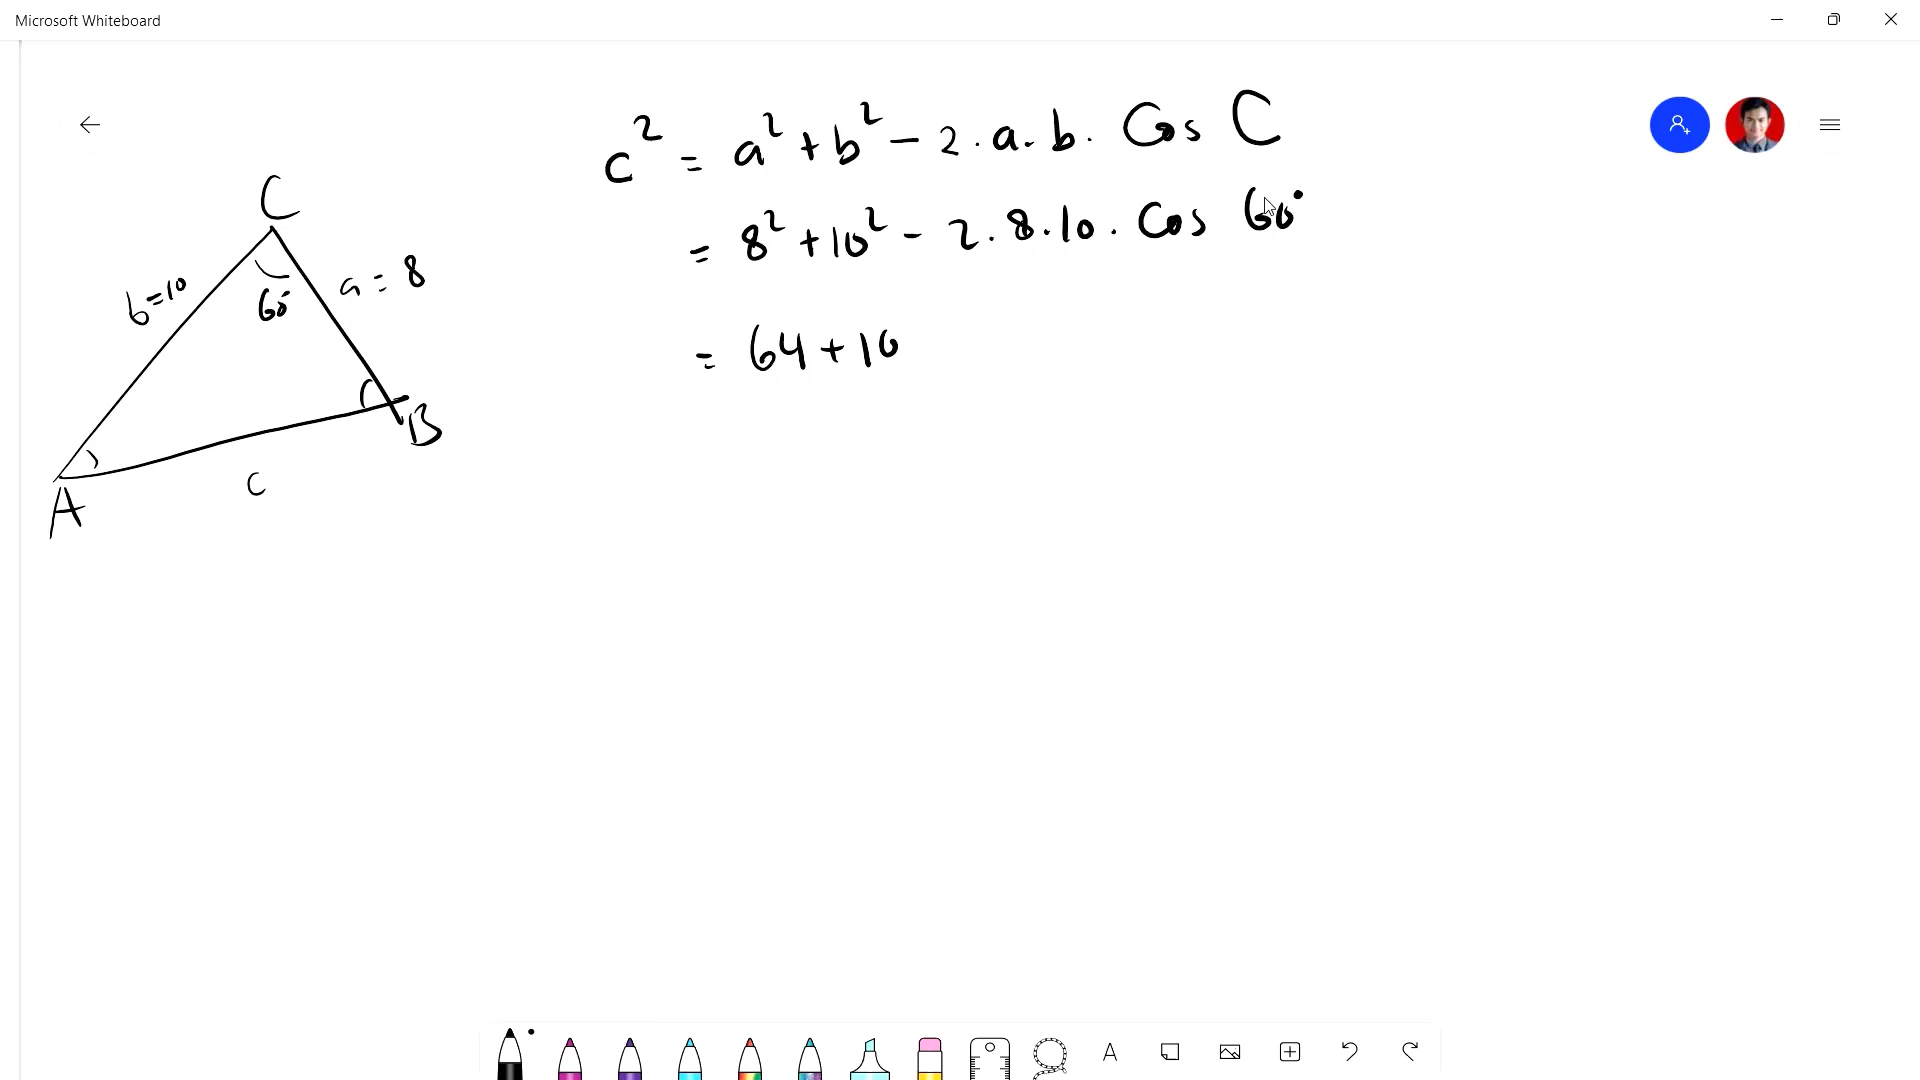 Microsoft Whiteboard
c² = a² + b² - 2 . a . b . Cos C
= 8² + 10² - 2 . 8 . 10 . Cos 60°
= 64 + 10
C
b = 10
60°
a = 8
B
c
A
A